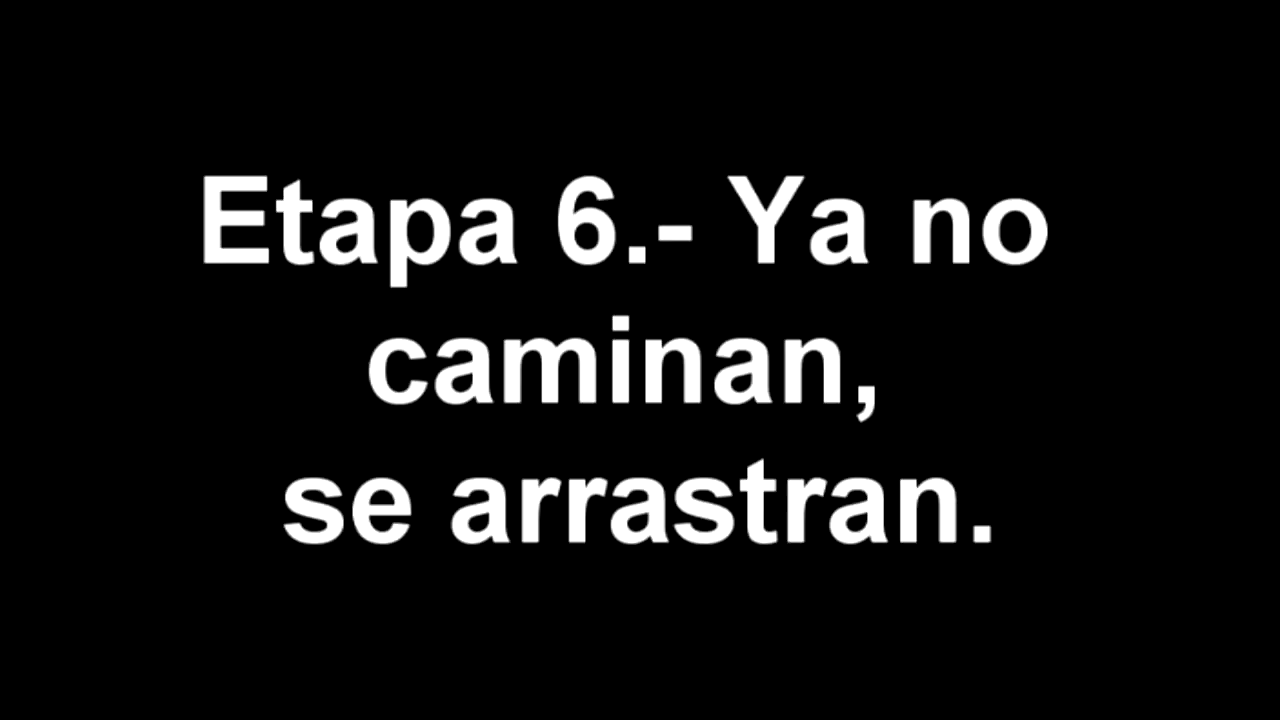 Etapa 6.- Ya no
caminan,
se arrastran.